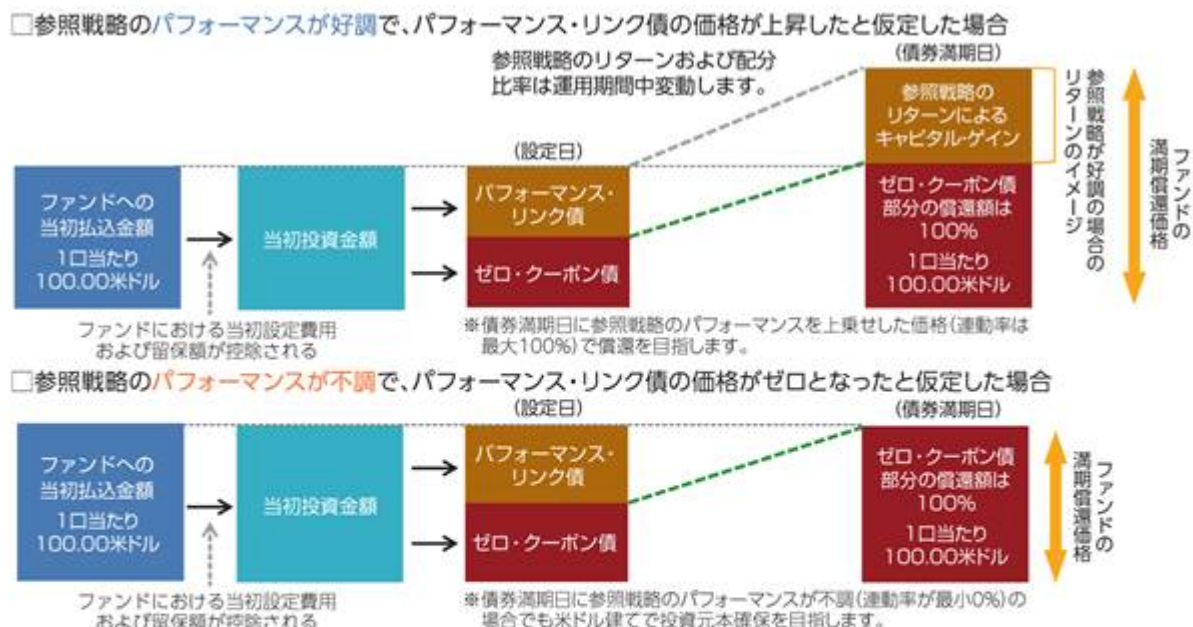 □参照戦略のパフォーマンスが好調で、パフォーマンス・リンク債の価格が上昇したと仮定した場合
参照戦略のリターンおよび配分
比率は運用期間中変動します。
(債券満期日)
参照戦略の
リターンによる
キャピタル・ゲイン
参照戦略が好調の場合の
リターンのイメージ
ファンドの
満期償還価格
(設定日)
ファンドへの
当初払込金額
1口当たり
100.00米ドル
当初投資金額
パフォーマンス・
リンク債
ゼロ・クーポン債
ゼロ・クーポン債
部分の償還額は
100%
1口当たり
100.00米ドル
ファンドにおける当初設定費用
および留保額が控除される
※債券満期日に参照戦略のパフォーマンスを上乗せした価格(連動率は
最大100%)で償還を目指します。
□参照戦略のパフォーマンスが不調で、パフォーマンス・リンク債の価格がゼロとなったと仮定した場合
(設定日)
(債券満期日)
ファンドへの
当初払込金額
1口当たり
100.00米ドル
当初投資金額
パフォーマンス・
リンク債
ゼロ・クーポン債
ゼロ・クーポン債
部分の償還額は
100%
1口当たり
100.00米ドル
ファンドの
満期償還価格
ファンドにおける当初設定費用
および留保額が控除される
※債券満期日に参照戦略のパフォーマンスが不調(連動率が最小0%)の
場合でも米ドル建てで投資元本確保を目指します。